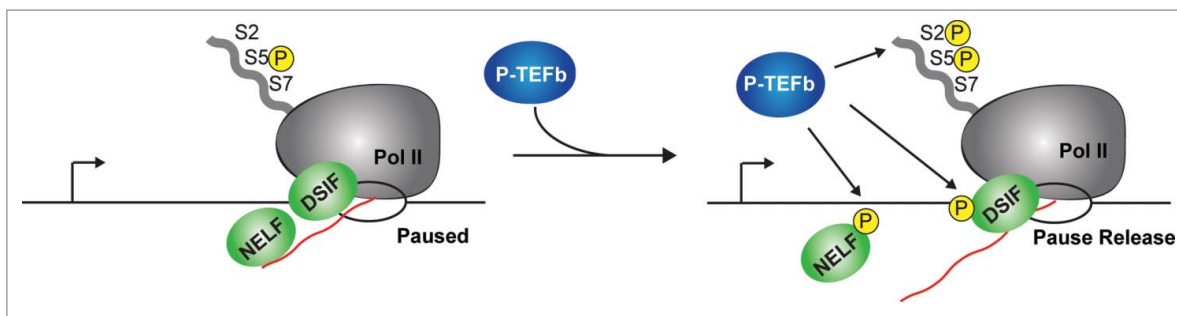 S2
S5 P
S7
Pol II
DSIF
NELF
Paused
P-TEFb
P-TEFb
S2 P
S5 P
S7
Pol II
P
DSIF
P
NELF
Pause Release